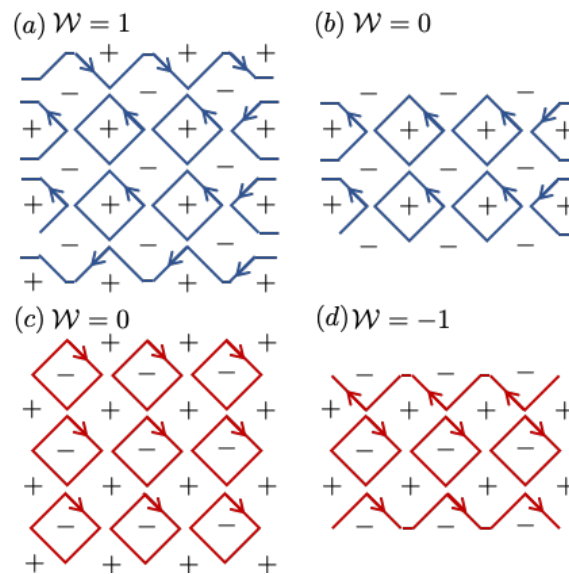 (a) 𝒲 = 1
+ + +
− − −
+ + + +
− − −
+ + + +
− − −
+ + + +
(b) 𝒲 = 0
− − −
+ + + +
− − −
+ + + +
− − −
(c) 𝒲 = 0
+ + +
− − −
+ + + +
− − −
+ + + +
− − −
+ + + +
(d) 𝒲 = −1
− − −
+ + + +
− − −
+ + + +
− − −